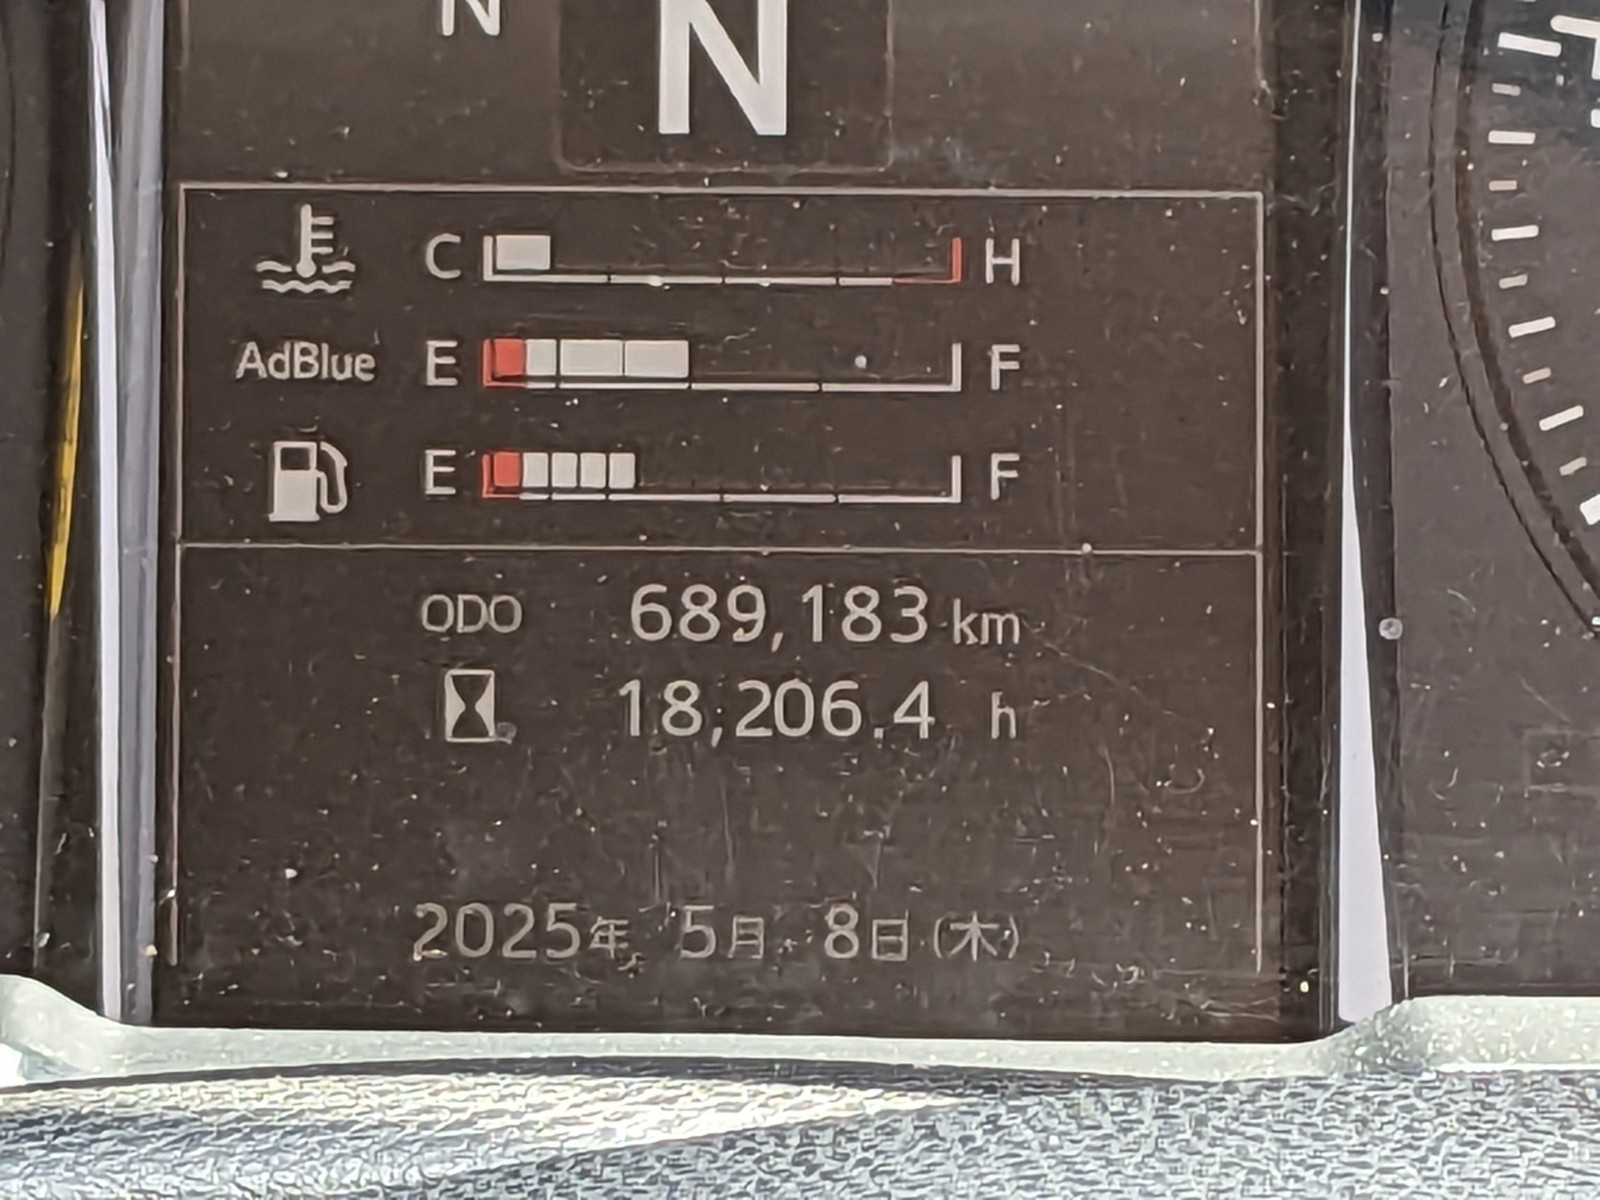 N N
C H
AdBlue E F
E F
ODO 689,183 km
18,206.4 h
2025年 5月 8日(木)